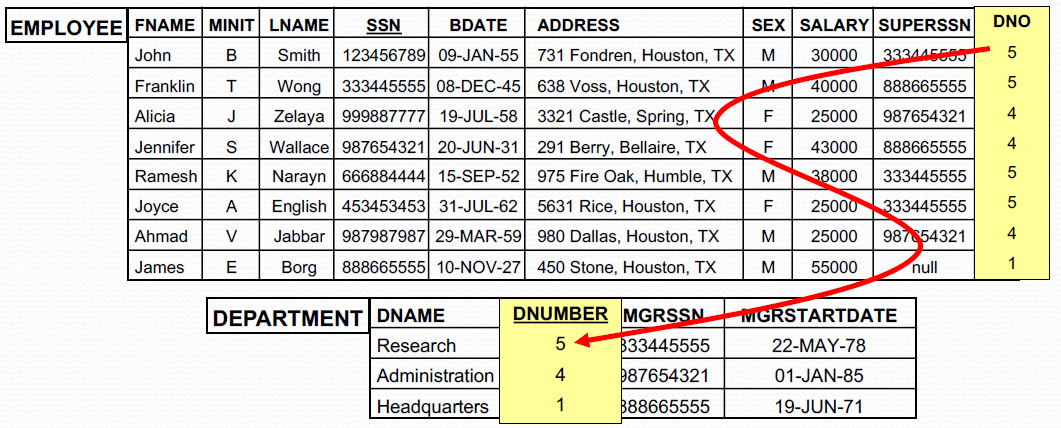 EMPLOYEE FNAME MINIT LNAME SSN BDATE ADDRESS SEX SALARY SUPERSSN DNO
John B Smith 123456789 09-JAN-55 731 Fondren, Houston, TX M 30000 333445555 5
Franklin T Wong 333445555 08-DEC-45 638 Voss, Houston, TX M 40000 888665555 5
Alicia J Zelaya 999887777 19-JUL-58 3321 Castle, Spring, TX F 25000 987654321 4
Jennifer S Wallace 987654321 20-JUN-31 291 Berry, Bellaire, TX F 43000 888665555 4
Ramesh K Narayn 666884444 15-SEP-52 975 Fire Oak, Humble, TX M 38000 333445555 5
Joyce A English 453453453 31-JUL-62 5631 Rice, Houston, TX F 25000 333445555 5
Ahmad V Jabbar 987987987 29-MAR-59 980 Dallas, Houston, TX M 25000 987654321 4
James E Borg 888665555 10-NOV-27 450 Stone, Houston, TX M 55000 null 1
DEPARTMENT DNAME DNUMBER MGRSSN MGRSTARTDATE
Research 5 333445555 22-MAY-78
Administration 4 987654321 01-JAN-85
Headquarters 1 888665555 19-JUN-71